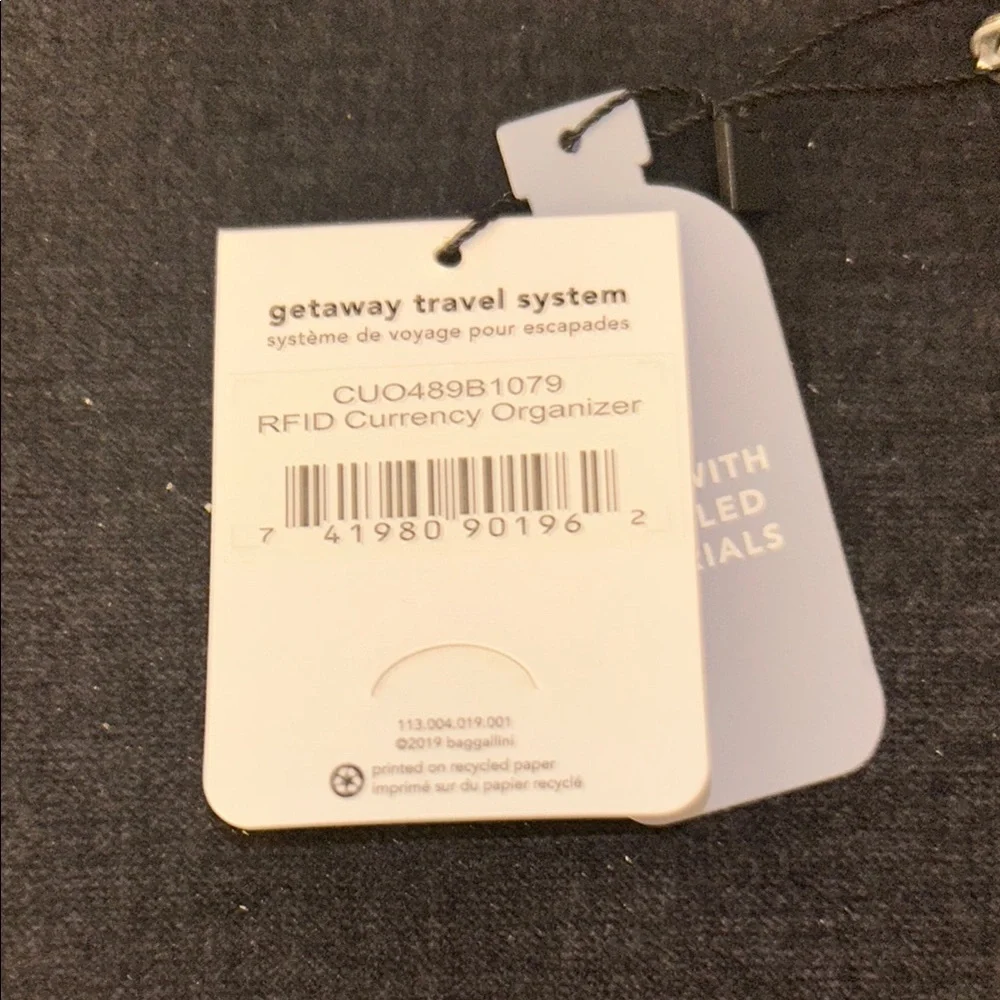 getaway travel system
système de voyage pour escapades
CUO489B1079
RFID Currency Organizer
7 41980 90196 2
113.004.019.001
©2019 baggallini
printed on recycled paper
imprimé sur du papier recyclé